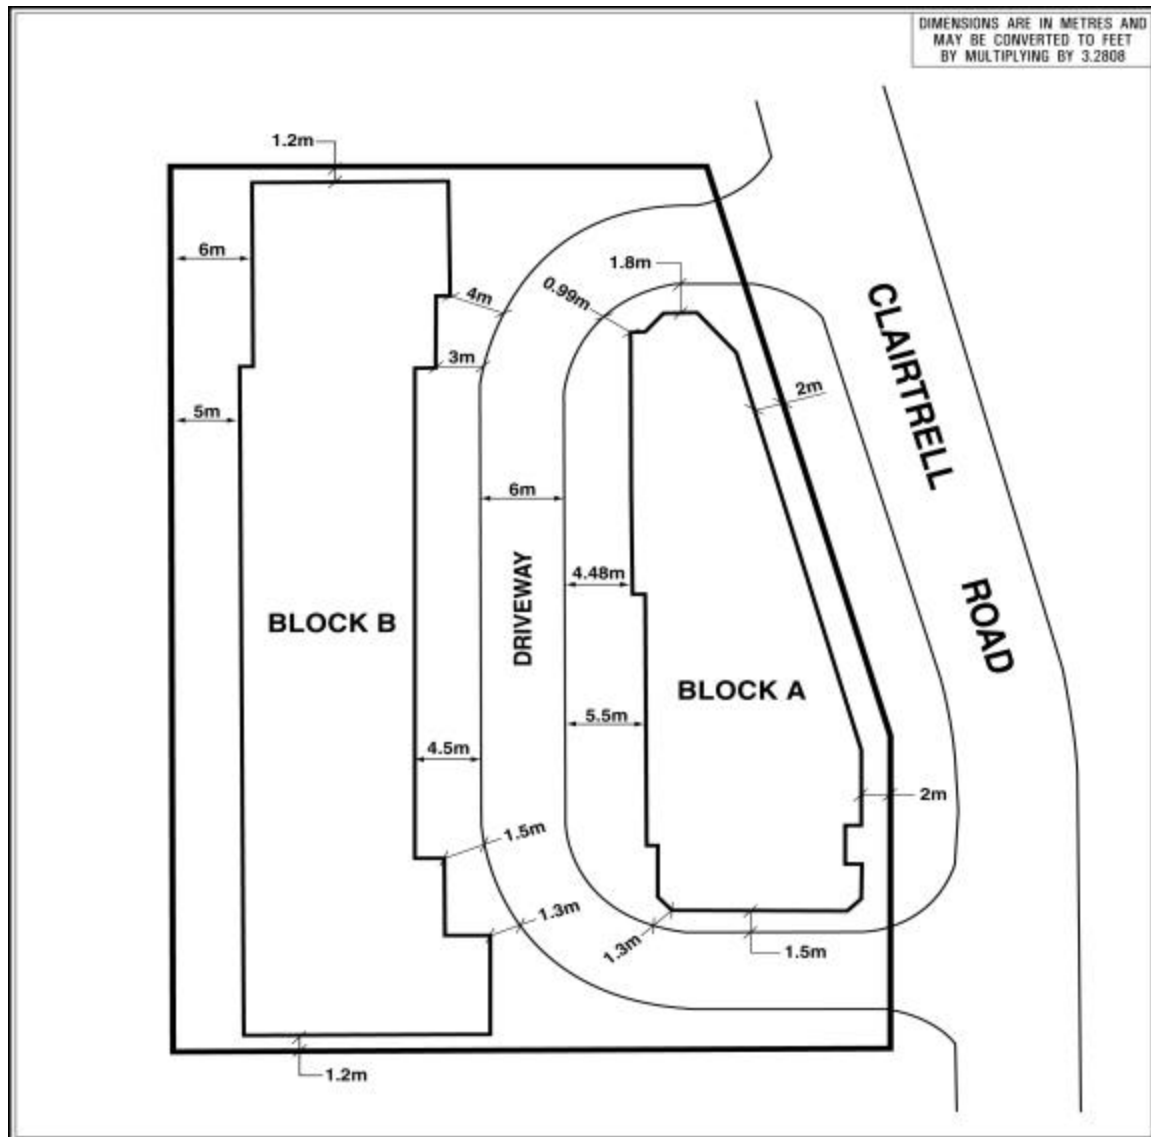 DIMENSIONS ARE IN METRES AND
MAY BE CONVERTED TO FEET
BY MULTIPLYING BY 3.2808
1.2m
6m
1.8m
4m
0.99m
3m
2m
5m
CLAIRTRELL
6m
DRIVEWAY
4.48m
BLOCK B
ROAD
BLOCK A
5.5m
4.5m
2m
1.5m
1.3m
1.3m
1.5m
1.2m